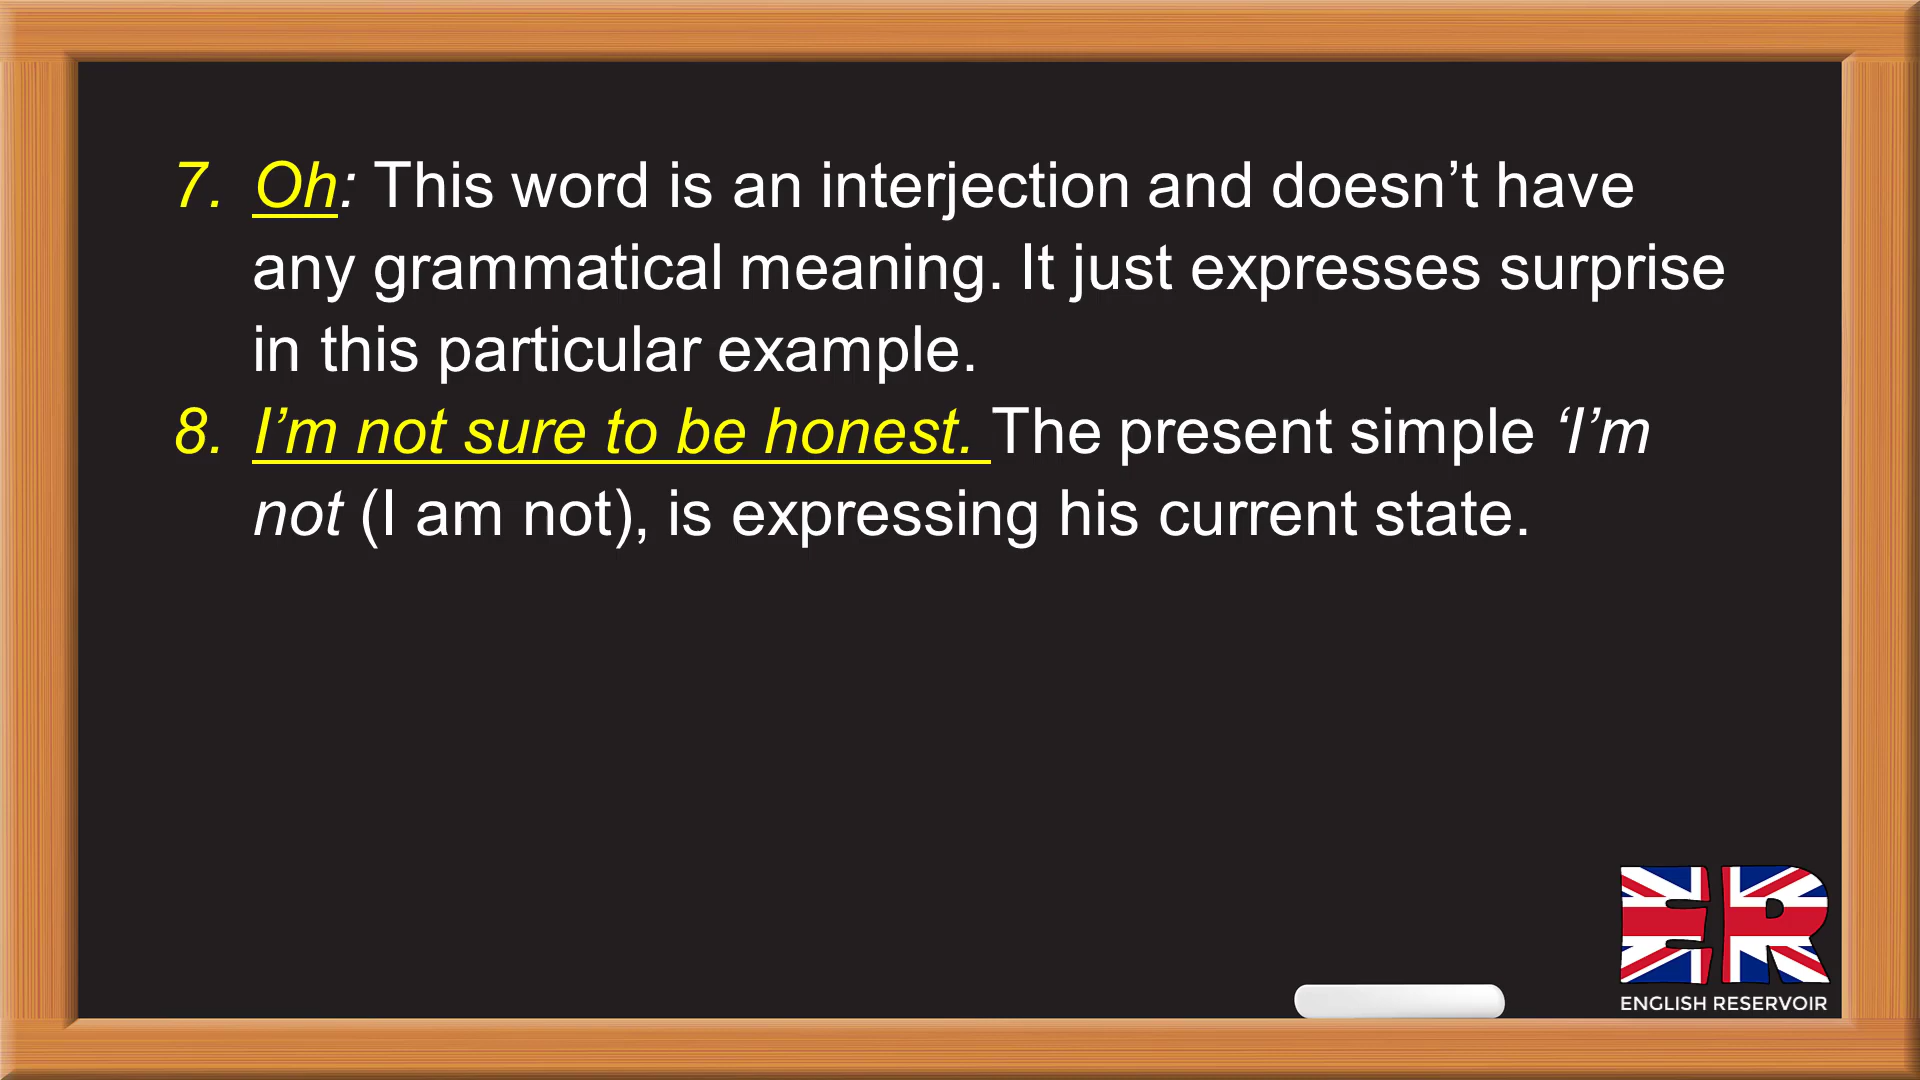 7. Oh: This word is an interjection and doesn’t have
any grammatical meaning. It just expresses surprise
in this particular example.
8. I’m not sure to be honest. The present simple ‘I’m
not (I am not), is expressing his current state.
ER
ENGLISH RESERVOIR